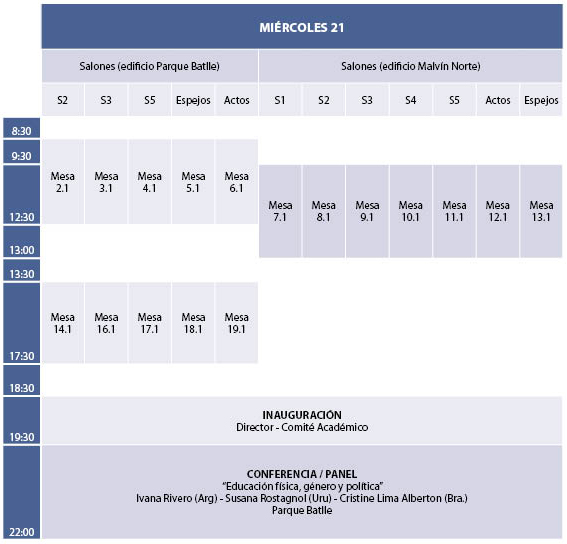 MIÉRCOLES 21
Salones (edificio Parque Batlle) Salones (edificio Malvín Norte)
S2 S3 S5 Espejos Actos S1 S2 S3 S4 S5 Actos Espejos
8:30
9:30
Mesa Mesa Mesa Mesa Mesa
2.1 3.1 4.1 5.1 6.1
Mesa Mesa Mesa Mesa Mesa Mesa Mesa
7.1 8.1 9.1 10.1 11.1 12.1 13.1
12:30
13:00
13:30
Mesa Mesa Mesa Mesa Mesa
14.1 16.1 17.1 18.1 19.1
17:30
18:30
INAUGURACIÓN
Director - Comité Académico
19:30
CONFERENCIA / PANEL
“Educación física, género y política”
Ivana Rivero (Arg) - Susana Rostagnol (Uru) - Cristine Lima Alberton (Bra.)
Parque Batlle
22:00